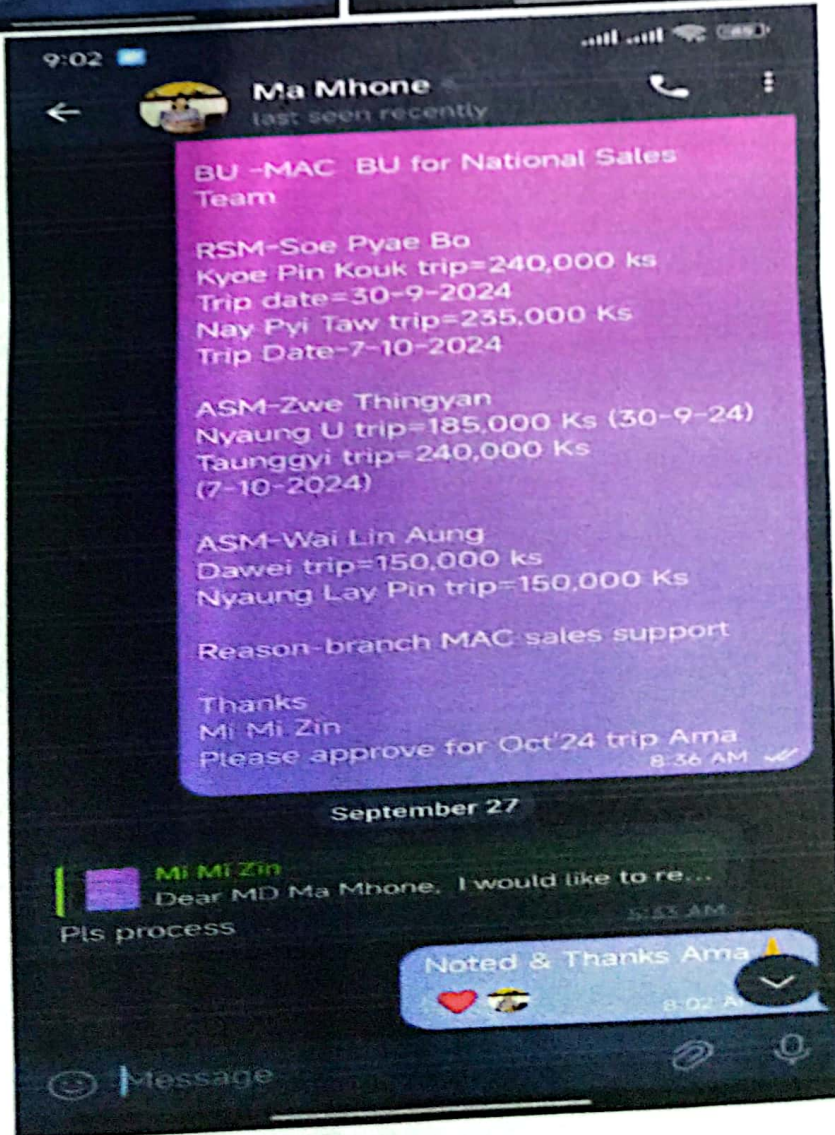 9:02
Ma Mhone
last seen recently
BU -MAC BU for National Sales
Team
RSM-Soe Pyae Bo
Kyoe Pin Kouk trip=240,000 ks
Trip date=30-9-2024
Nay Pyi Taw trip=235,000 Ks
Trip Date-7-10-2024
ASM-Zwe Thingyan
Nyaung U trip=185,000 Ks (30-9-24)
Taunggyi trip=240,000 Ks
(7-10-2024)
ASM-Wai Lin Aung
Dawei trip=150,000 ks
Nyaung Lay Pin trip=150,000 Ks
Reason-branch MAC sales support
Thanks
Mi Mi Zin
Please approve for Oct'24 trip Ama
8:36 AM
September 27
Mi Mi Zin
Dear MD Ma Mhone, I would like to re...
AM
Pls process
Noted & Thanks Ama
8:02
Message